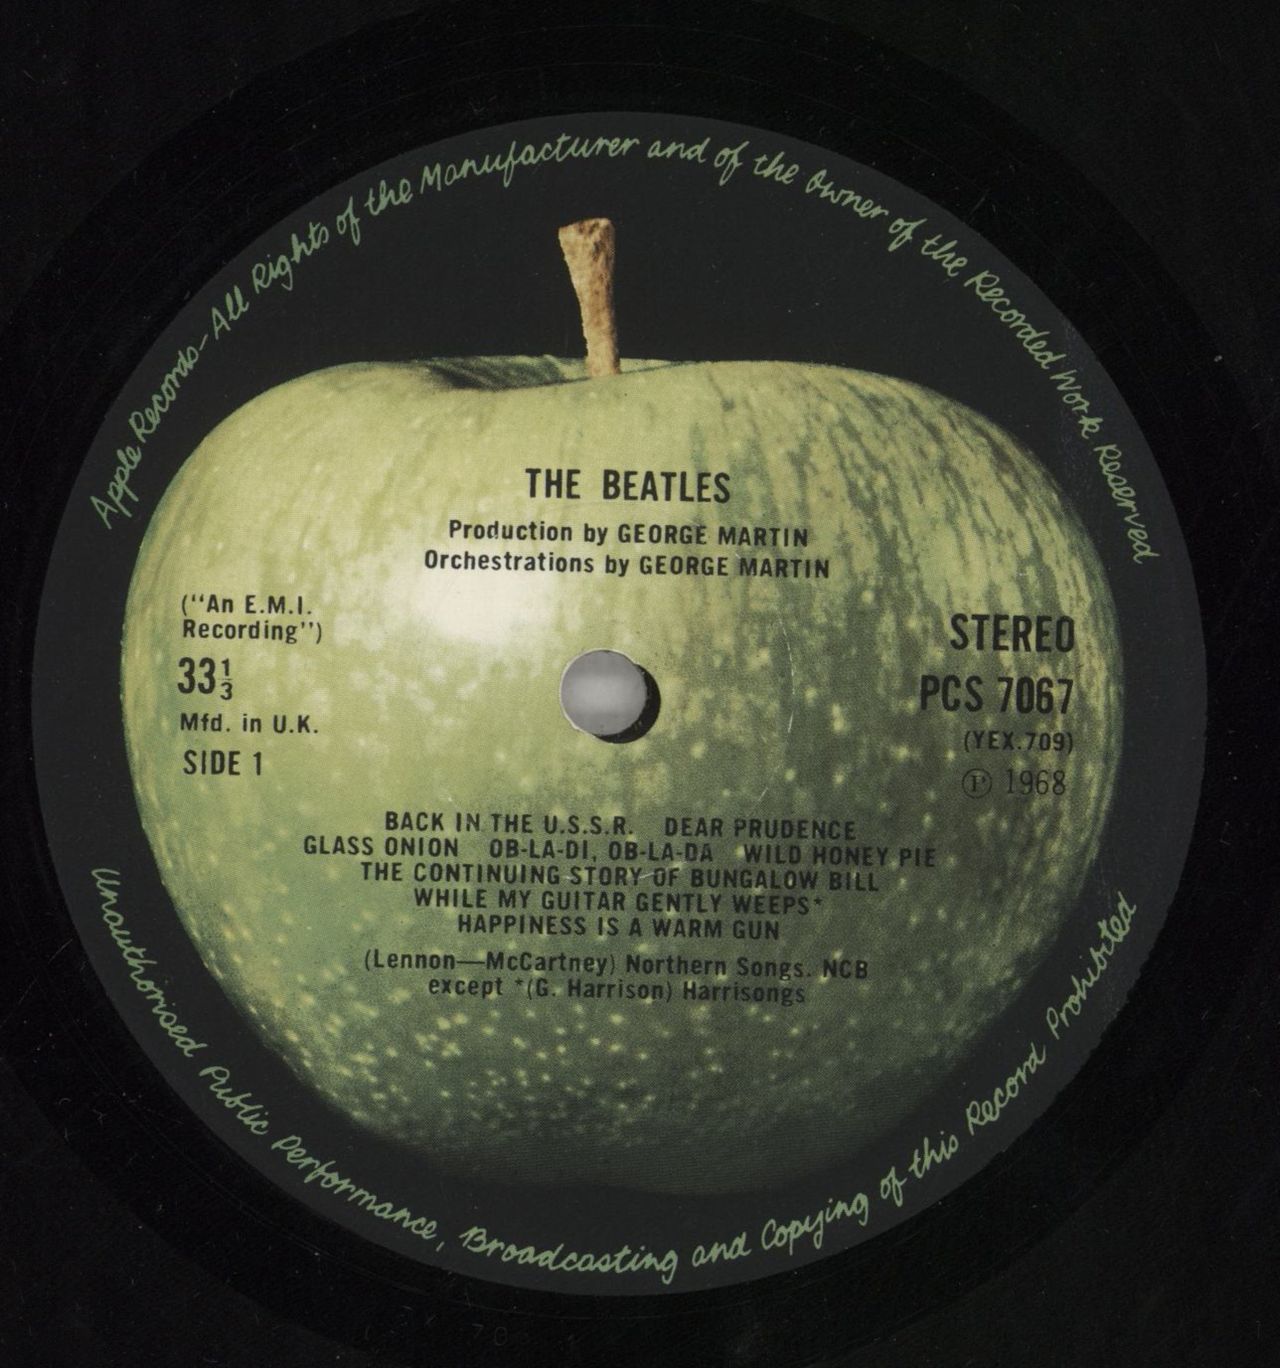 Apple Records–All Rights of the Manufacturer and of the Owner of the Recorded Work Reserved
THE BEATLES
Production by GEORGE MARTIN
Orchestrations by GEORGE MARTIN
("An E.M.I.
Recording")
33⅓
Mfd. in U.K.
SIDE 1
STEREO
PCS 7067
(YEX.709)
Ⓟ 1968
BACK IN THE U.S.S.R. DEAR PRUDENCE
GLASS ONION OB-LA-DI, OB-LA-DA WILD HONEY PIE
THE CONTINUING STORY OF BUNGALOW BILL
WHILE MY GUITAR GENTLY WEEPS*
HAPPINESS IS A WARM GUN
(Lennon—McCartney) Northern Songs. NCB
except *(G. Harrison) Harrisongs
Unauthorised Public Performance, Broadcasting and Copying of this Record Prohibited